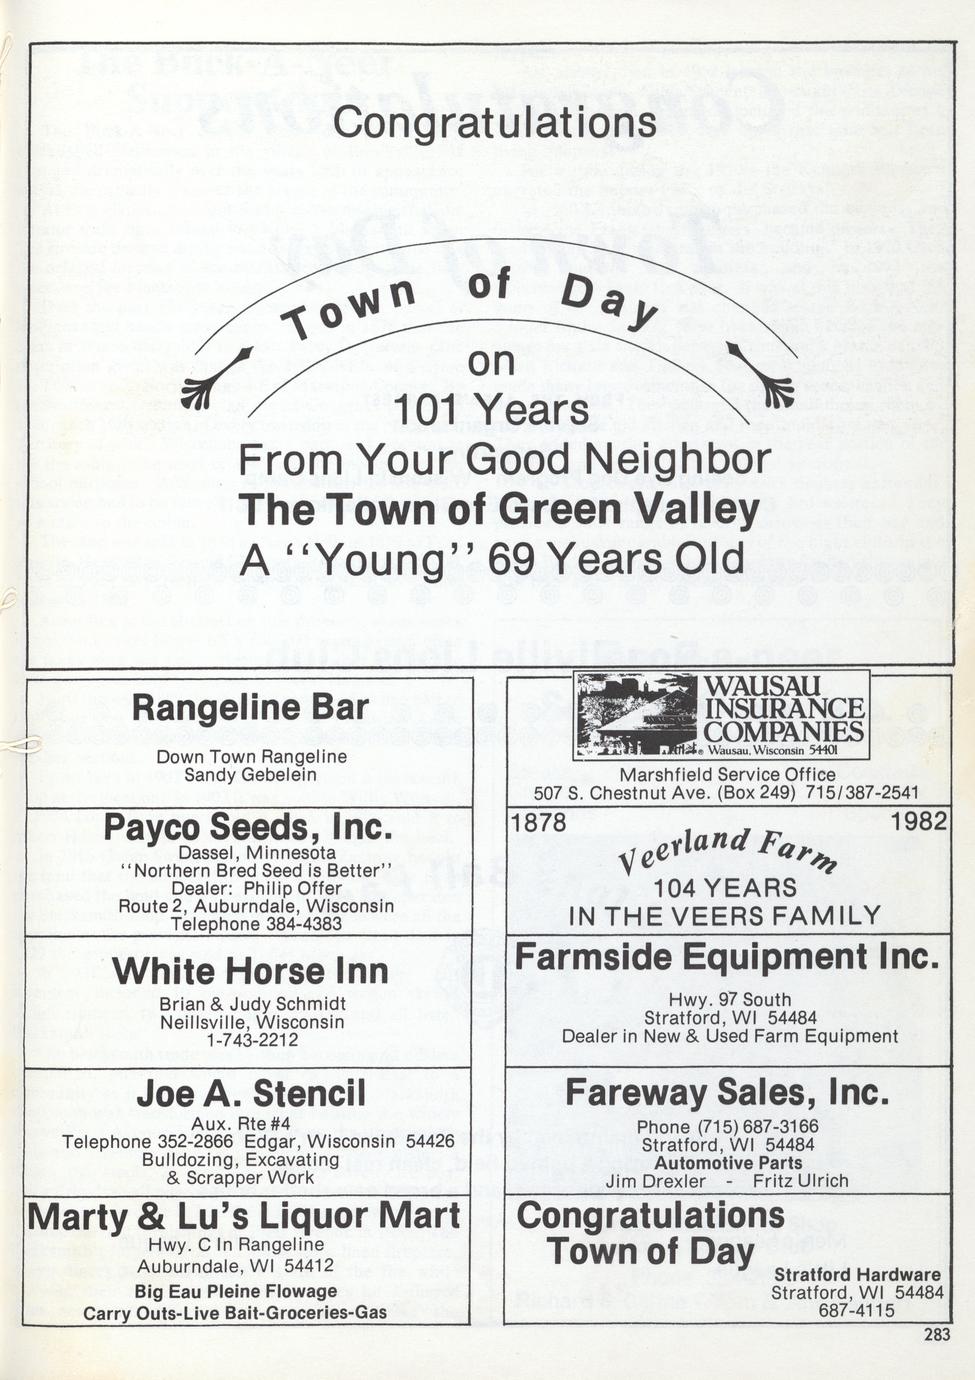 Congratulations
Town of Day
on
101 Years
From Your Good Neighbor
The Town of Green Valley
A ‘‘Young’’ 69 Years Old
Rangeline Bar
Down Town Rangeline
Sandy Gebelein
Payco Seeds, Inc.
Dassel, Minnesota
‘‘Northern Bred Seed is Better’’
Dealer: Philip Offer
Route 2, Auburndale, Wisconsin
Telephone 384-4383
White Horse Inn
Brian & Judy Schmidt
Neillsville, Wisconsin
1-743-2212
Joe A. Stencil
Aux. Rte #4
Telephone 352-2866 Edgar, Wisconsin 54426
Bulldozing, Excavating
& Scrapper Work
Marty & Lu's Liquor Mart
Hwy. C In Rangeline
Auburndale, WI 54412
Big Eau Pleine Flowage
Carry Outs-Live Bait-Groceries-Gas
WAUSAU
INSURANCE
COMPANIES
Wausau, Wisconsin 54401
Marshfield Service Office
507 S. Chestnut Ave. (Box 249) 715/387-2541
1878 1982
Veerland Farm
104 YEARS
IN THE VEERS FAMILY
Farmside Equipment Inc.
Hwy. 97 South
Stratford, WI 54484
Dealer in New & Used Farm Equipment
Fareway Sales, Inc.
Phone (715) 687-3166
Stratford, WI 54484
Automotive Parts
Jim Drexler - Fritz Ulrich
Congratulations
Town of Day
Stratford Hardware
Stratford, WI 54484
687-4115
283